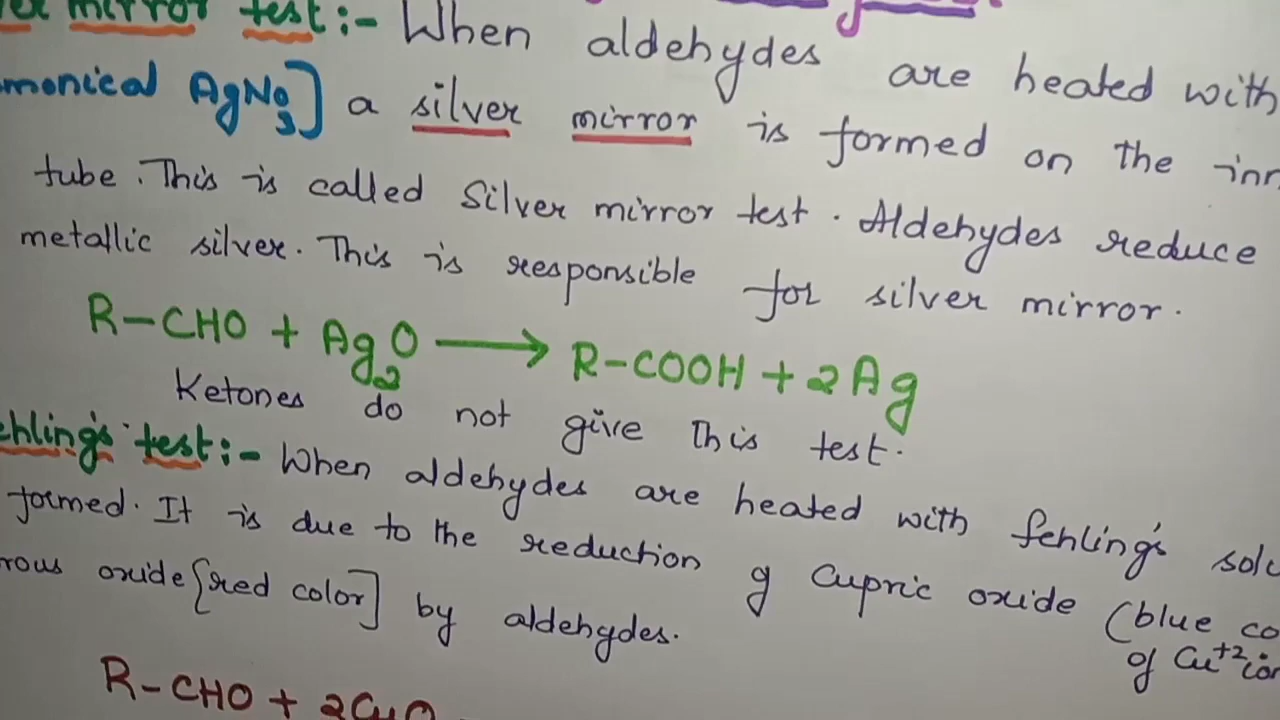 mirror test:- When aldehydes are heated with
monical AgNO3] a silver mirror is formed on the inn
tube. This is called Silver mirror test. Aldehydes reduce
metallic silver. This is responsible for silver mirror.
R-CHO + Ag2O → R-COOH + 2Ag
Ketones do not give this test.
ehling's test:- When aldehydes are heated with fehling's solu
formed. It is due to the reduction of Cupric oxide (blue co
of Cu+2 ion
rous oxide [red color] by aldehydes.
R-CHO + 2CuO